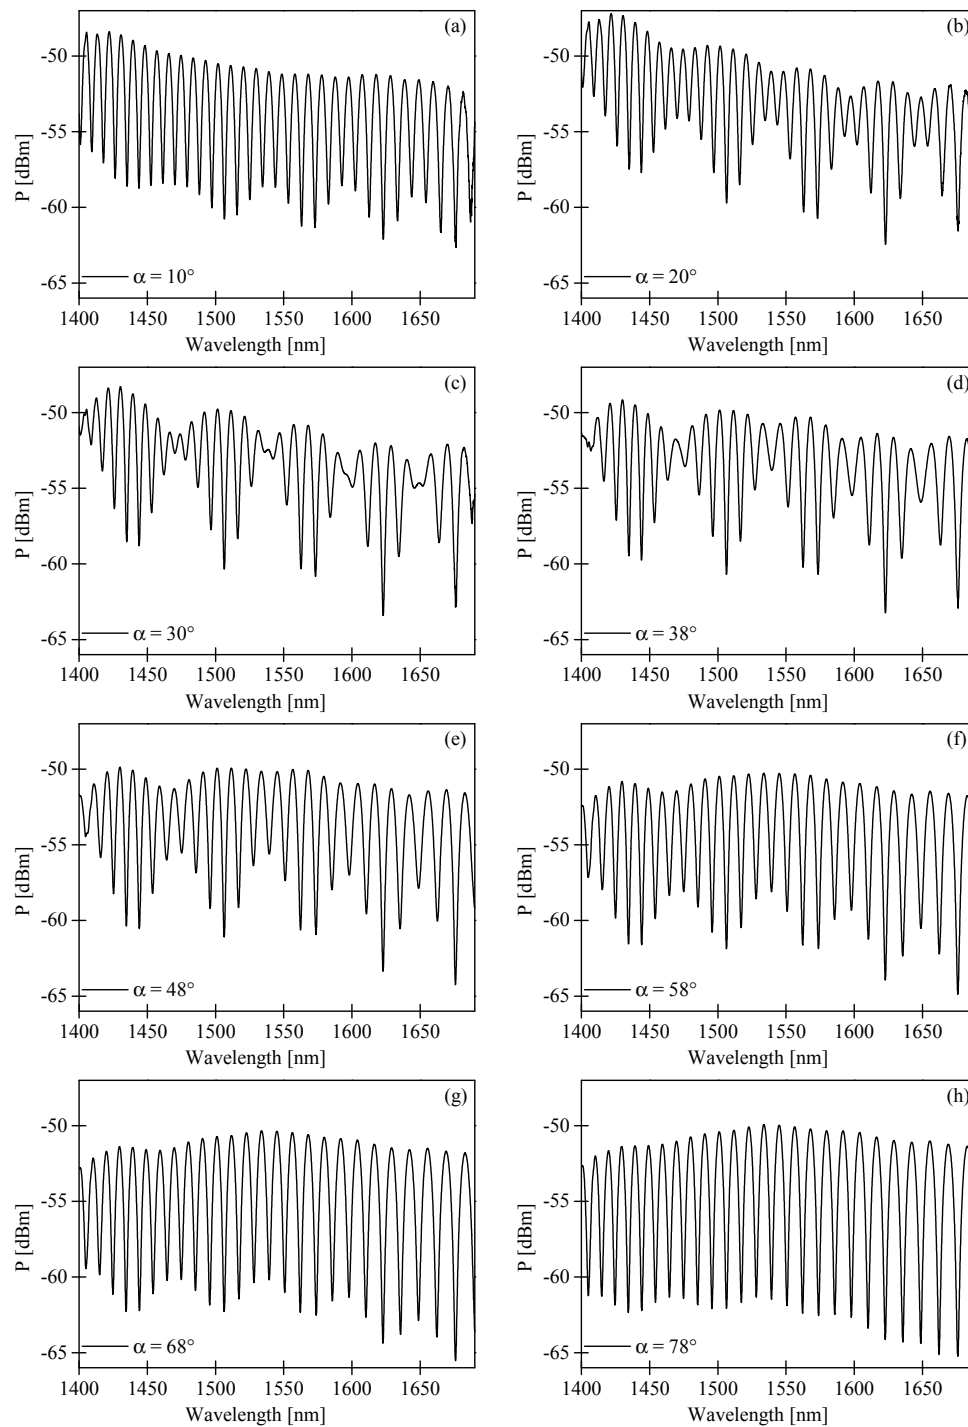 (a) (b)
P [dBm] P [dBm]
-50 -50
-55 -55
-60 -60
-65 -65
α = 10° α = 20°
1400 1450 1500 1550 1600 1650 1400 1450 1500 1550 1600 1650
Wavelength [nm] Wavelength [nm]
(c) (d)
P [dBm] P [dBm]
-50 -50
-55 -55
-60 -60
-65 -65
α = 30° α = 38°
1400 1450 1500 1550 1600 1650 1400 1450 1500 1550 1600 1650
Wavelength [nm] Wavelength [nm]
(e) (f)
P [dBm] P [dBm]
-50 -50
-55 -55
-60 -60
-65 -65
α = 48° α = 58°
1400 1450 1500 1550 1600 1650 1400 1450 1500 1550 1600 1650
Wavelength [nm] Wavelength [nm]
(g) (h)
P [dBm] P [dBm]
-50 -50
-55 -55
-60 -60
-65 -65
α = 68° α = 78°
1400 1450 1500 1550 1600 1650 1400 1450 1500 1550 1600 1650
Wavelength [nm] Wavelength [nm]